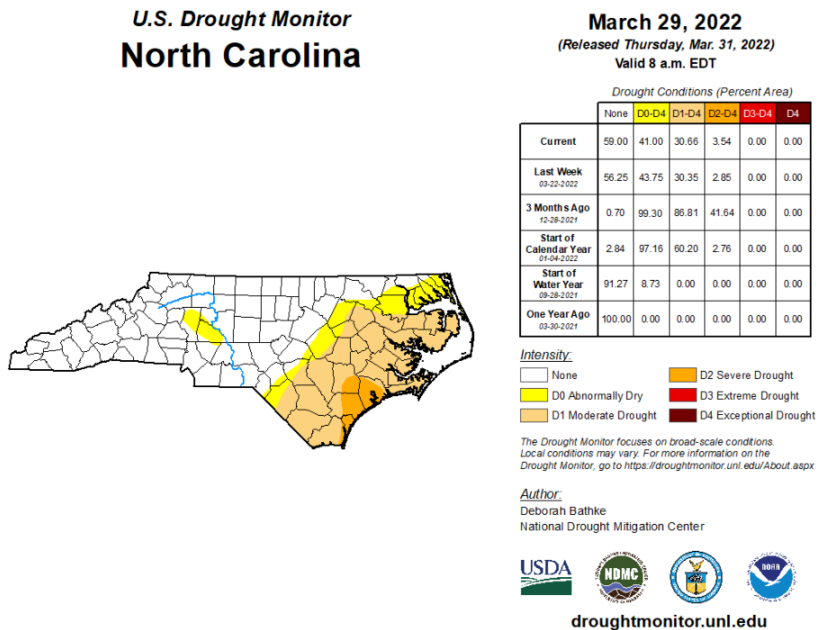 U.S. Drought Monitor
North Carolina
March 29, 2022
(Released Thursday, Mar. 31, 2022)
Valid 8 a.m. EDT
Drought Conditions (Percent Area)
None D0-D4 D1-D4 D2-D4 D3-D4 D4
Current 59.00 41.00 30.66 3.54 0.00 0.00
Last Week
03-22-2022 56.25 43.75 30.35 2.85 0.00 0.00
3 Months Ago
12-28-2021 0.70 99.30 86.81 41.64 0.00 0.00
Start of
Calendar Year
01-04-2022 2.84 97.16 60.20 2.76 0.00 0.00
Start of
Water Year
09-28-2021 91.27 8.73 0.00 0.00 0.00 0.00
One Year Ago
03-30-2021 100.00 0.00 0.00 0.00 0.00 0.00
Intensity:
None
D0 Abnormally Dry
D1 Moderate Drought
D2 Severe Drought
D3 Extreme Drought
D4 Exceptional Drought
The Drought Monitor focuses on broad-scale conditions.
Local conditions may vary. For more information on the
Drought Monitor, go to https://droughtmonitor.unl.edu/About.aspx
Author:
Deborah Bathke
National Drought Mitigation Center
USDA
NDMC
NOAA
droughtmonitor.unl.edu